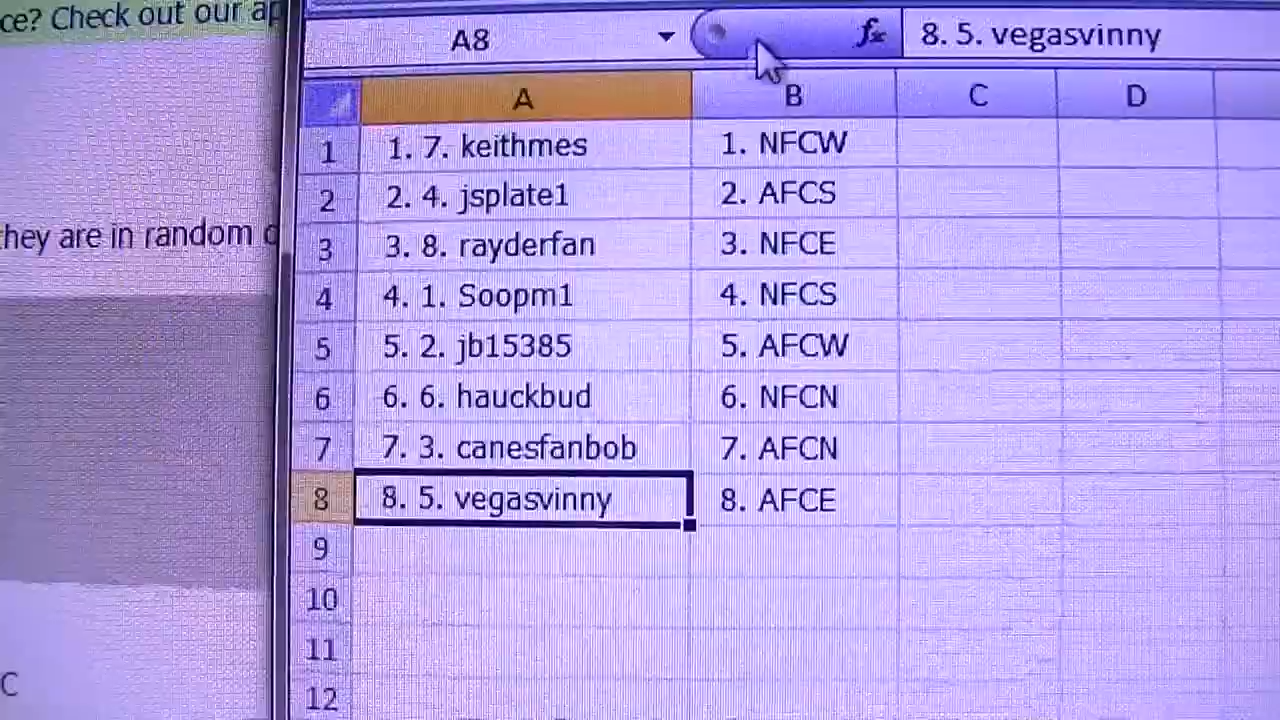 ce? Check out our ap
A8 fx 8. 5. vegasvinny
A B C D
1 1. 7. keithmes 1. NFCW
2 2. 4. jsplate1 2. AFCS
they are in random
3 3. 8. rayderfan 3. NFCE
4 4. 1. Soopm1 4. NFCS
5 5. 2. jb15385 5. AFCW
6 6. 6. hauckbud 6. NFCN
7 7. 3. canesfanbob 7. AFCN
8 8. 5. vegasvinny 8. AFCE
9
10
11
C
12